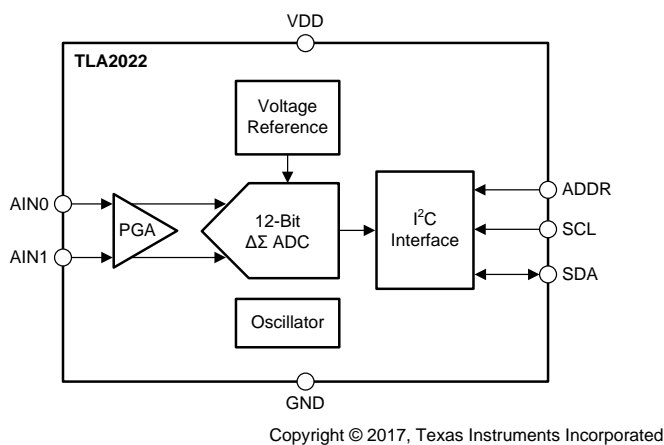 VDD
TLA2022
Voltage
Reference
AIN0
PGA
AIN1
12-Bit
ΔΣ ADC
I²C
Interface
ADDR
SCL
SDA
Oscillator
GND
Copyright © 2017, Texas Instruments Incorporated